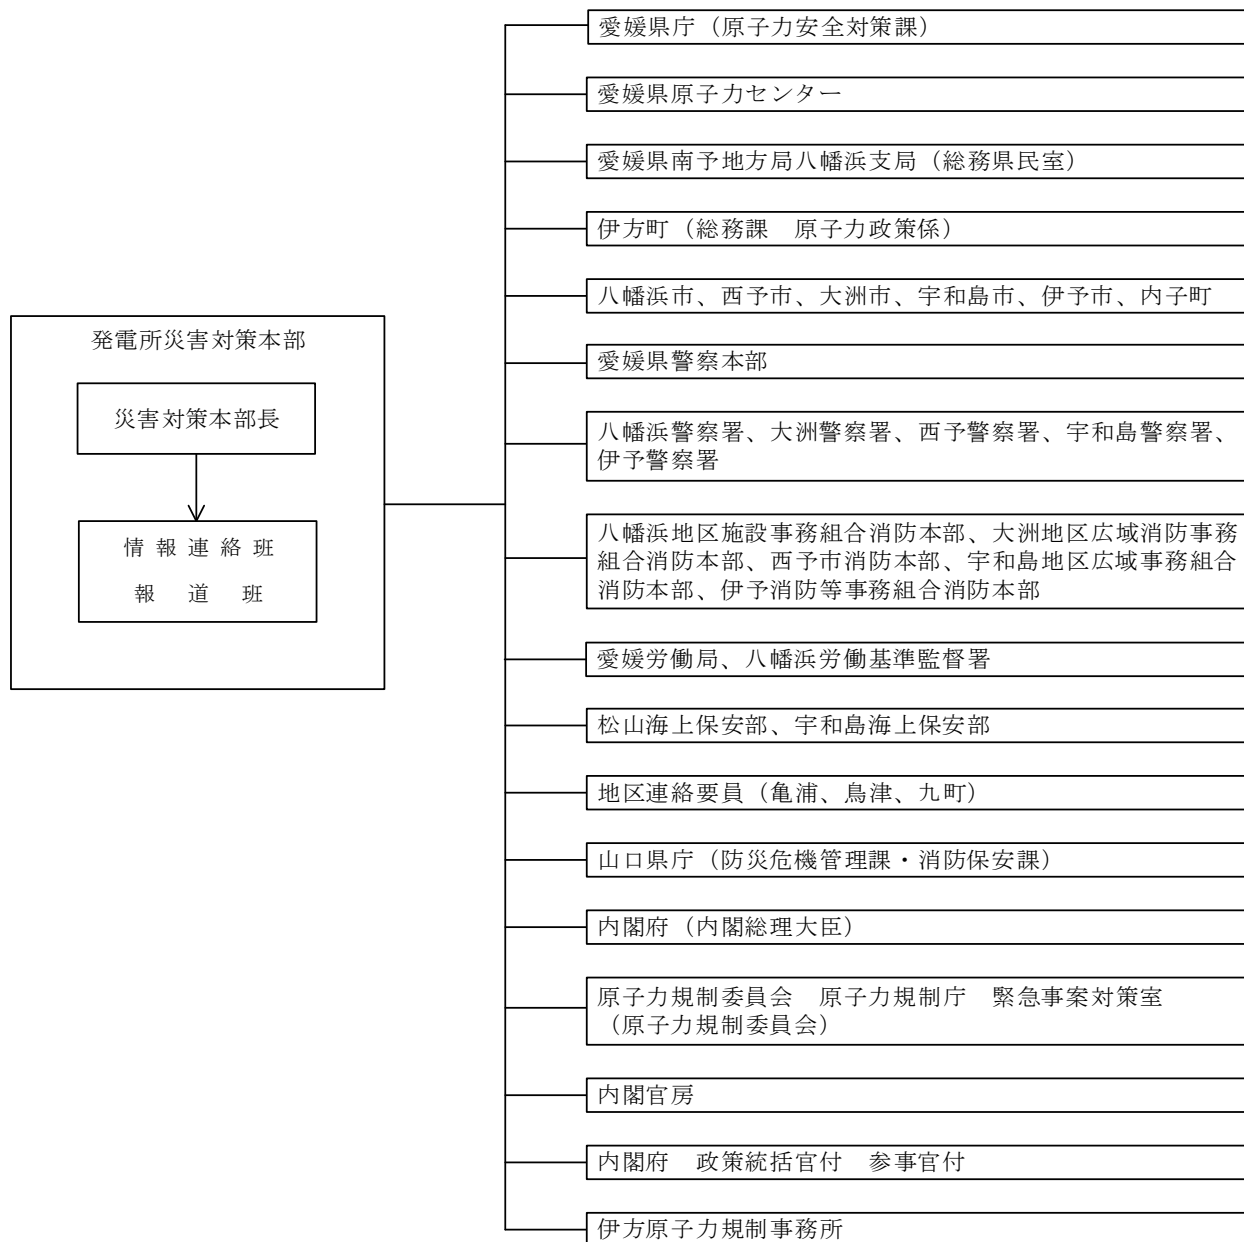 発電所災害対策本部
災害対策本部長
情報連絡班
報道班
愛媛県庁（原子力安全対策課）
愛媛県原子力センター
愛媛県南予地方局八幡浜支局（総務県民室）
伊方町（総務課　原子力政策係）
八幡浜市、西予市、大洲市、宇和島市、伊予市、内子町
愛媛県警察本部
八幡浜警察署、大洲警察署、西予警察署、宇和島警察署、
伊予警察署
八幡浜地区施設事務組合消防本部、大洲地区広域消防事務
組合消防本部、西予市消防本部、宇和島地区広域事務組合
消防本部、伊予消防等事務組合消防本部
愛媛労働局、八幡浜労働基準監督署
松山海上保安部、宇和島海上保安部
地区連絡要員（亀浦、鳥津、九町）
山口県庁（防災危機管理課・消防保安課）
内閣府（内閣総理大臣）
原子力規制委員会　原子力規制庁　緊急事案対策室
（原子力規制委員会）
内閣官房
内閣府　政策統括官付　参事官付
伊方原子力規制事務所